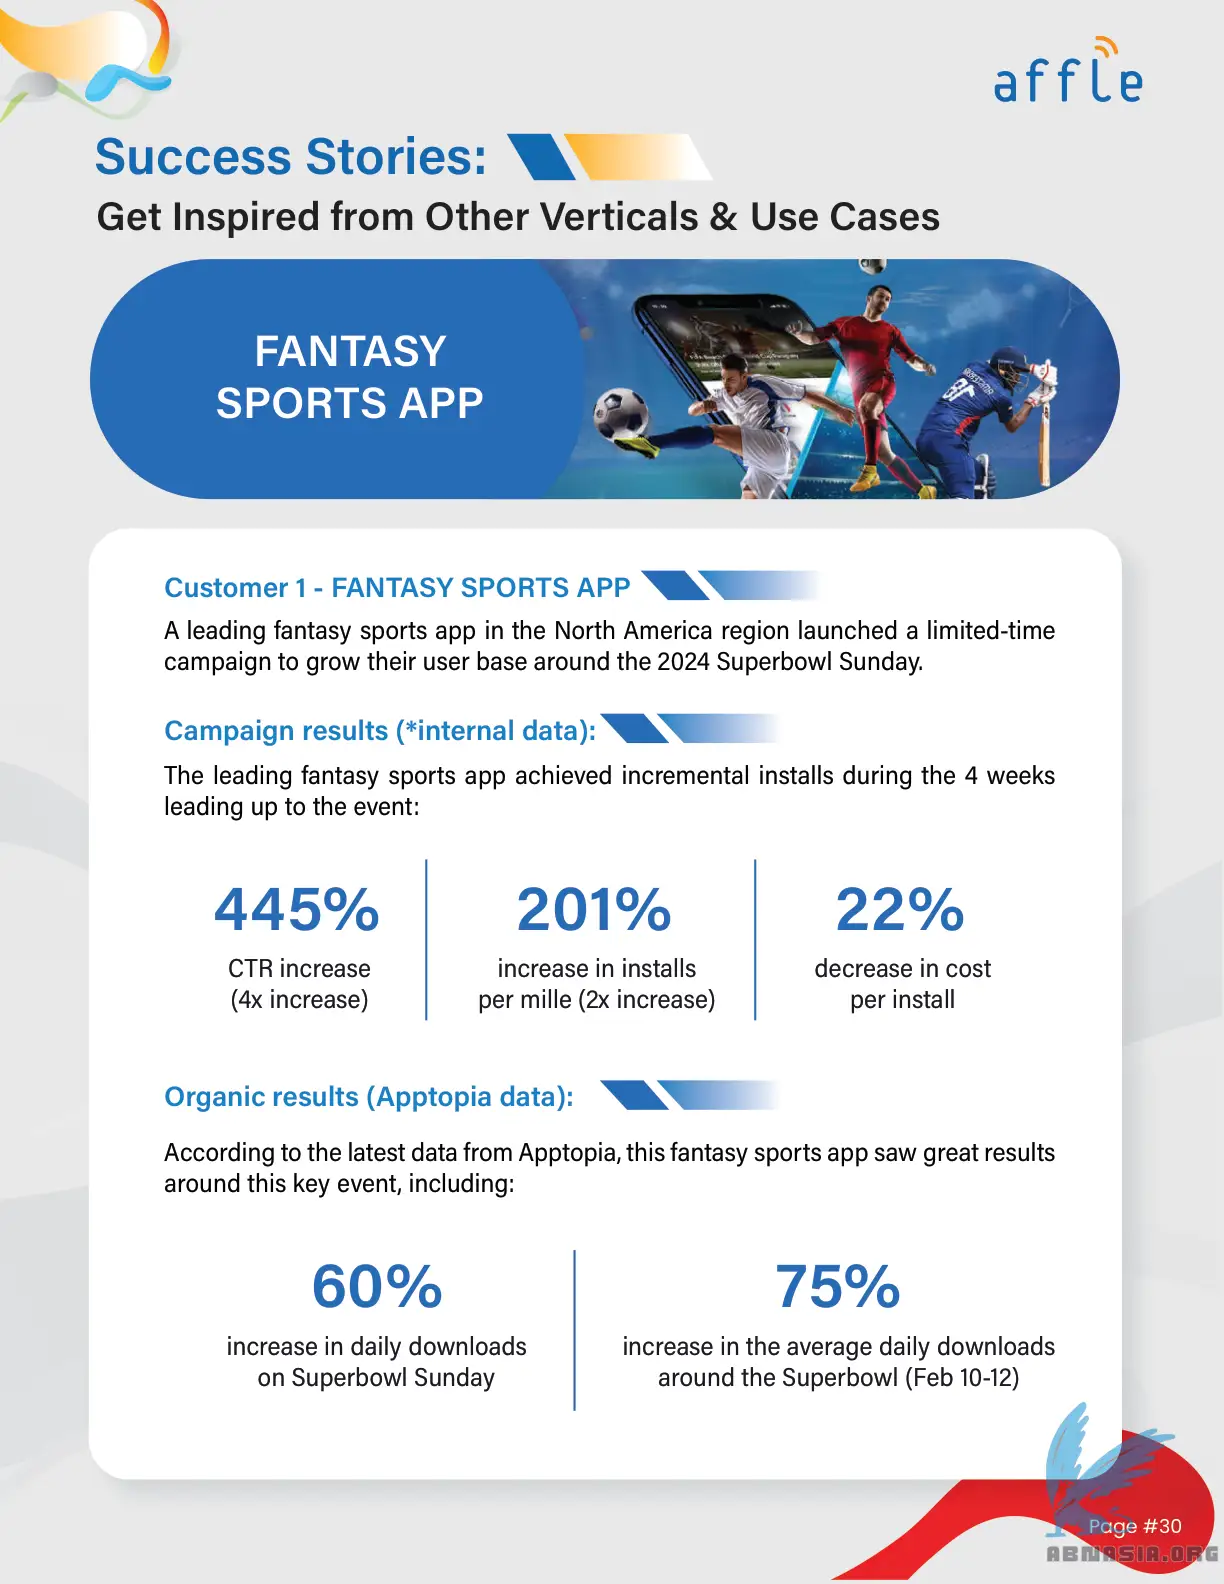 affle
Success Stories:
Get Inspired from Other Verticals & Use Cases
FANTASY
SPORTS APP
Customer 1 - FANTASY SPORTS APP
A leading fantasy sports app in the North America region launched a limited-time
campaign to grow their user base around the 2024 Superbowl Sunday.
Campaign results (*internal data):
The leading fantasy sports app achieved incremental installs during the 4 weeks
leading up to the event:
445%
CTR increase
(4x increase)
201%
increase in installs
per mille (2x increase)
22%
decrease in cost
per install
Organic results (Apptopia data):
According to the latest data from Apptopia, this fantasy sports app saw great results
around this key event, including:
60%
increase in daily downloads
on Superbowl Sunday
75%
increase in the average daily downloads
around the Superbowl (Feb 10-12)
Page #30
ABNASIA.ORG